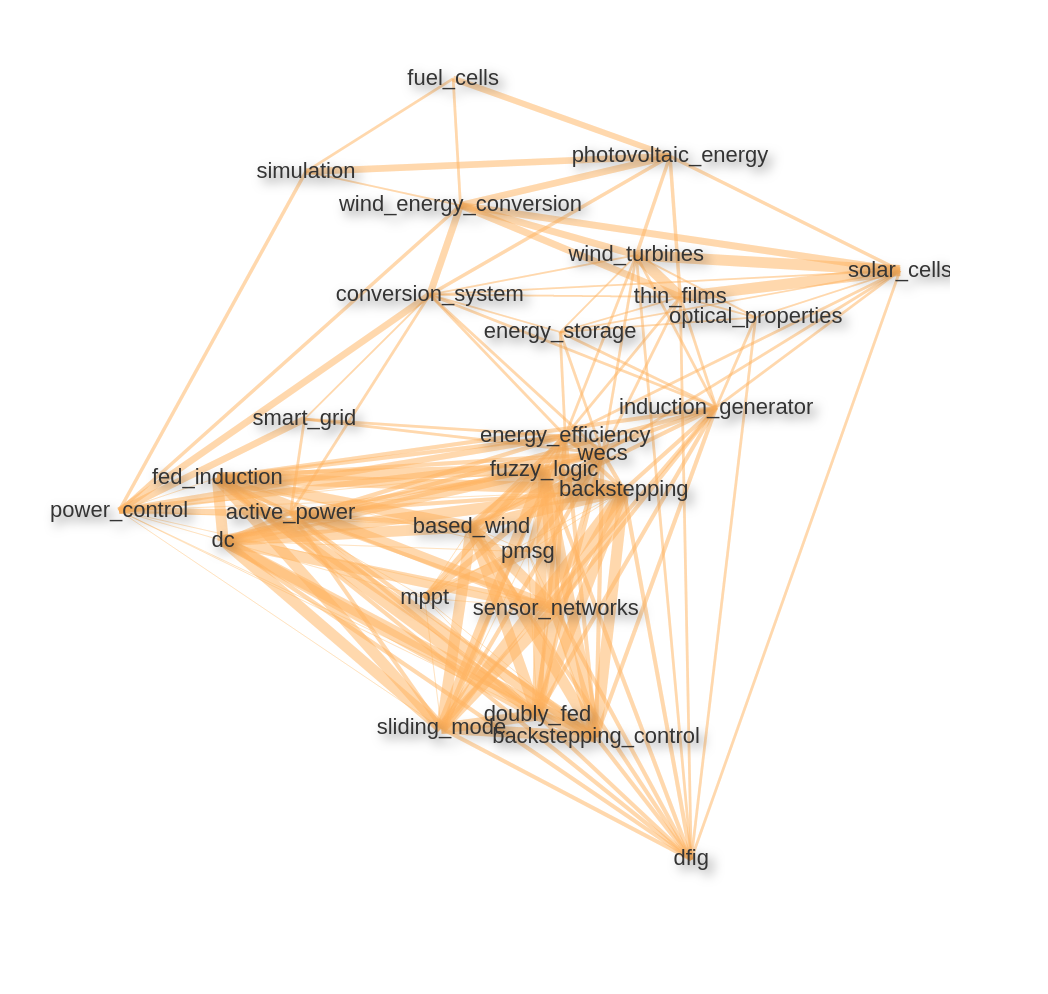 fuel_cells
photovoltaic_energy
simulation
wind_energy_conversion
wind_turbines
solar_cells
conversion_system
thin_films
optical_properties
energy_storage
induction_generator
smart_grid
energy_efficiency
wecs
fuzzy_logic
fed_induction
backstepping
power_control
active_power
based_wind
dc
pmsg
mppt
sensor_networks
doubly_fed
sliding_mode
backstepping_control
dfig